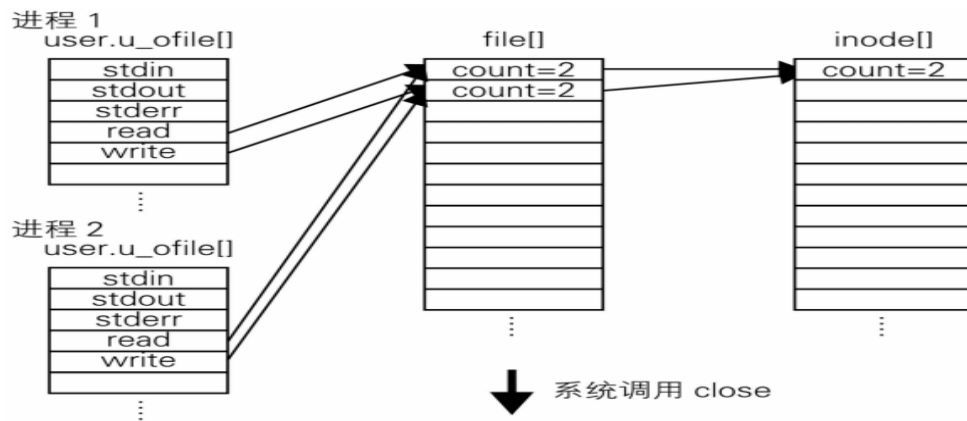 进程 1
user.u_ofile[]
stdin
stdout
stderr
read
write
file[]
count=2
count=2
inode[]
count=2
进程 2
user.u_ofile[]
stdin
stdout
stderr
read
write
系统调用 close